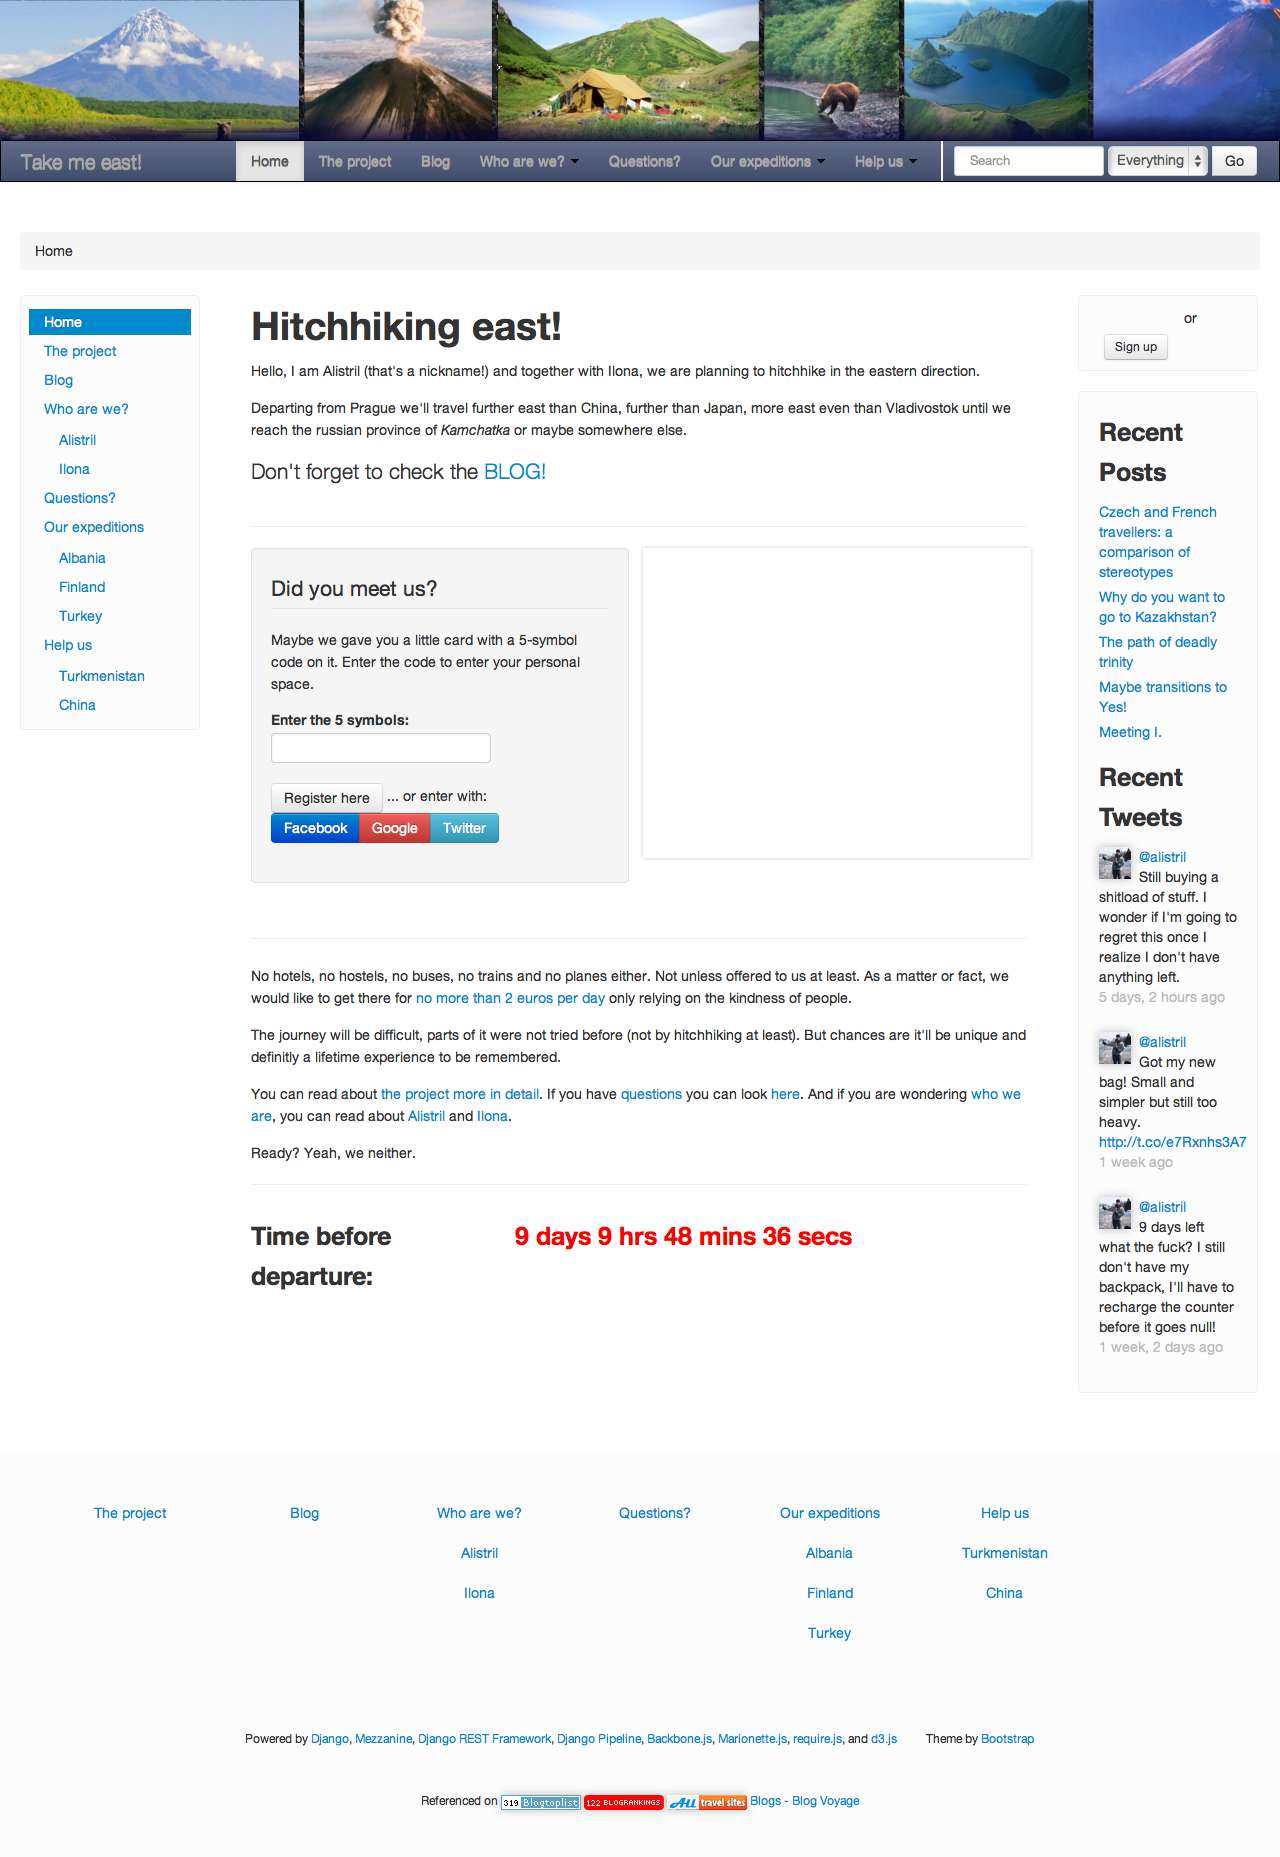 Take me east!
Home
The project
Blog
Who are we?
Questions?
Our expeditions
Help us
Search
Everything
Go
Home
Home
The project
Blog
Who are we?
Alistril
Ilona
Questions?
Our expeditions
Albania
Finland
Turkey
Help us
Turkmenistan
China
Hitchhiking east!
Hello, I am Alistril (that's a nickname!) and together with Ilona, we are planning to hitchhike in the eastern direction.
Departing from Prague we'll travel further east than China, further than Japan, more east even than Vladivostok until we
reach the russian province of Kamchatka or maybe somewhere else.
Don't forget to check the BLOG!
Did you meet us?
Maybe we gave you a little card with a 5-symbol
code on it. Enter the code to enter your personal
space.
Enter the 5 symbols:
Register here ... or enter with:
Facebook Google Twitter
No hotels, no hostels, no buses, no trains and no planes either. Not unless offered to us at least. As a matter or fact, we
would like to get there for no more than 2 euros per day only relying on the kindness of people.
The journey will be difficult, parts of it were not tried before (not by hitchhiking at least). But chances are it'll be unique and
definitly a lifetime experience to be remembered.
You can read about the project more in detail. If you have questions you can look here. And if you are wondering who we
are, you can read about Alistril and Ilona.
Ready? Yeah, we neither.
Time before
departure:
9 days 9 hrs 48 mins 36 secs
or
Sign up
Recent
Posts
Czech and French
travellers: a
comparison of
stereotypes
Why do you want to
go to Kazakhstan?
The path of deadly
trinity
Maybe transitions to
Yes!
Meeting I.
Recent
Tweets
@alistril
Still buying a
shitload of stuff. I
wonder if I'm going to
regret this once I
realize I don't have
anything left.
5 days, 2 hours ago
@alistril
Got my new
bag! Small and
simpler but still too
heavy.
http://t.co/e7Rxnhs3A7
1 week ago
@alistril
9 days left
what the fuck? I still
don't have my
backpack, I'll have to
recharge the counter
before it goes null!
1 week, 2 days ago
The project
Blog
Who are we?
Alistril
Ilona
Questions?
Our expeditions
Albania
Finland
Turkey
Help us
Turkmenistan
China
Powered by Django, Mezzanine, Django REST Framework, Django Pipeline, Backbone.js, Marionette.js, require.js, and d3.js Theme by Bootstrap
Referenced on 319 Blogtoplist 122 BLOGRANKINGS ALL travel sites Blogs - Blog Voyage